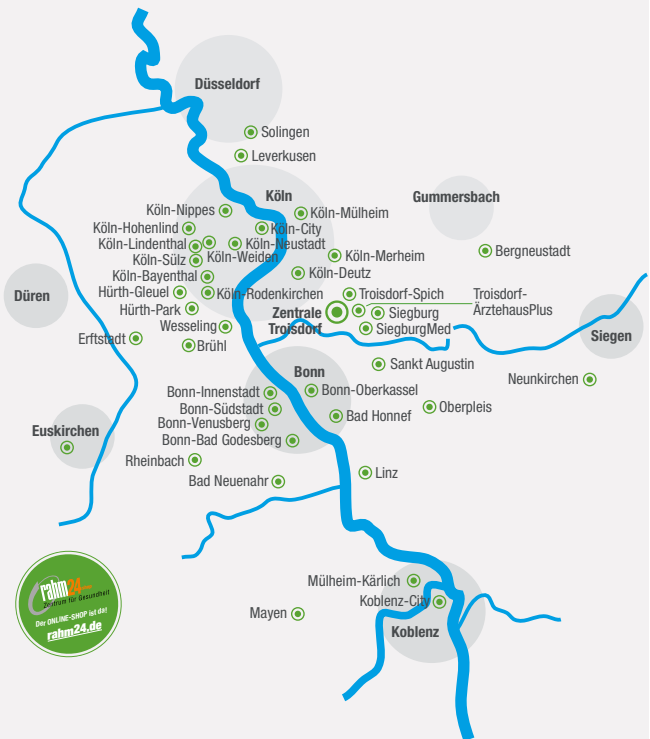 Düsseldorf
Solingen
Leverkusen
Köln
Gummersbach
Köln-Nippes
Köln-Mülheim
Köln-Hohenlind
Köln-City
Köln-Lindenthal
Köln-Neustadt
Bergneustadt
Köln-Sülz
Köln-Weiden
Köln-Merheim
Köln-Bayenthal
Köln-Deutz
Düren
Hürth-Gleuel
Köln-Rodenkirchen
Troisdorf-Spich
Troisdorf-
ÄrztehausPlus
Hürth-Park
Zentrale
Troisdorf
Siegburg
Wesseling
SiegburgMed
Siegen
Erftstadt
Brühl
Sankt Augustin
Bonn
Neunkirchen
Bonn-Innenstadt
Bonn-Oberkassel
Bonn-Südstadt
Oberpleis
Bad Honnef
Bonn-Venusberg
Euskirchen
Bonn-Bad Godesberg
Rheinbach
Linz
Bad Neuenahr
Mülheim-Kärlich
Koblenz-City
Mayen
Koblenz
rahm24
Zentrum für Gesundheit
Der ONLINE-SHOP ist da!
rahm24.de